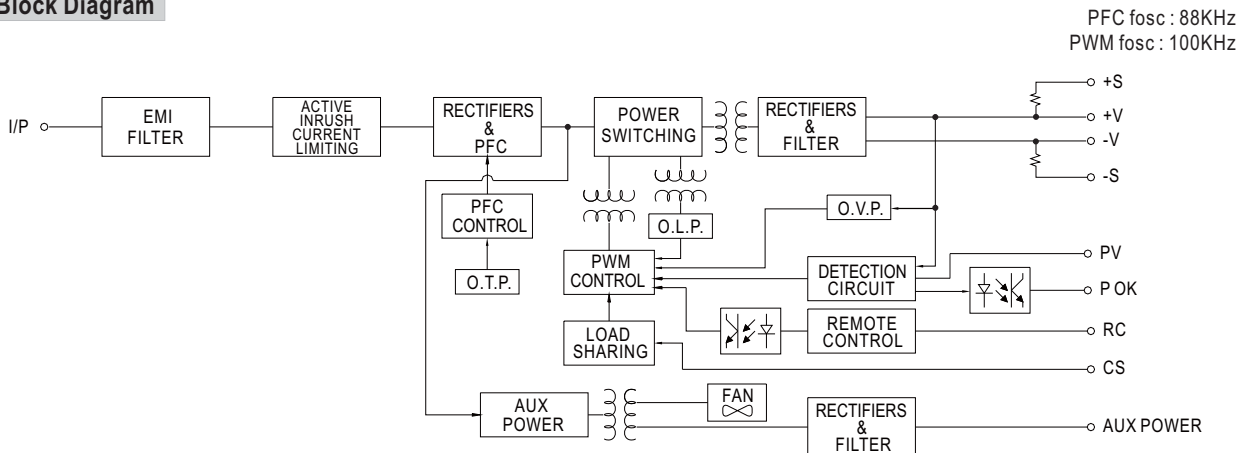 Block Diagram
PFC fosc : 88KHz
PWM fosc : 100KHz
I/P
EMI
FILTER
ACTIVE
INRUSH
CURRENT
LIMITING
RECTIFIERS
&
PFC
POWER
SWITCHING
RECTIFIERS
&
FILTER
+S
+V
-V
-S
PFC
CONTROL
O.T.P.
O.L.P.
O.V.P.
PWM
CONTROL
DETECTION
CIRCUIT
PV
P OK
LOAD
SHARING
REMOTE
CONTROL
RC
CS
AUX
POWER
FAN
RECTIFIERS
&
FILTER
AUX POWER